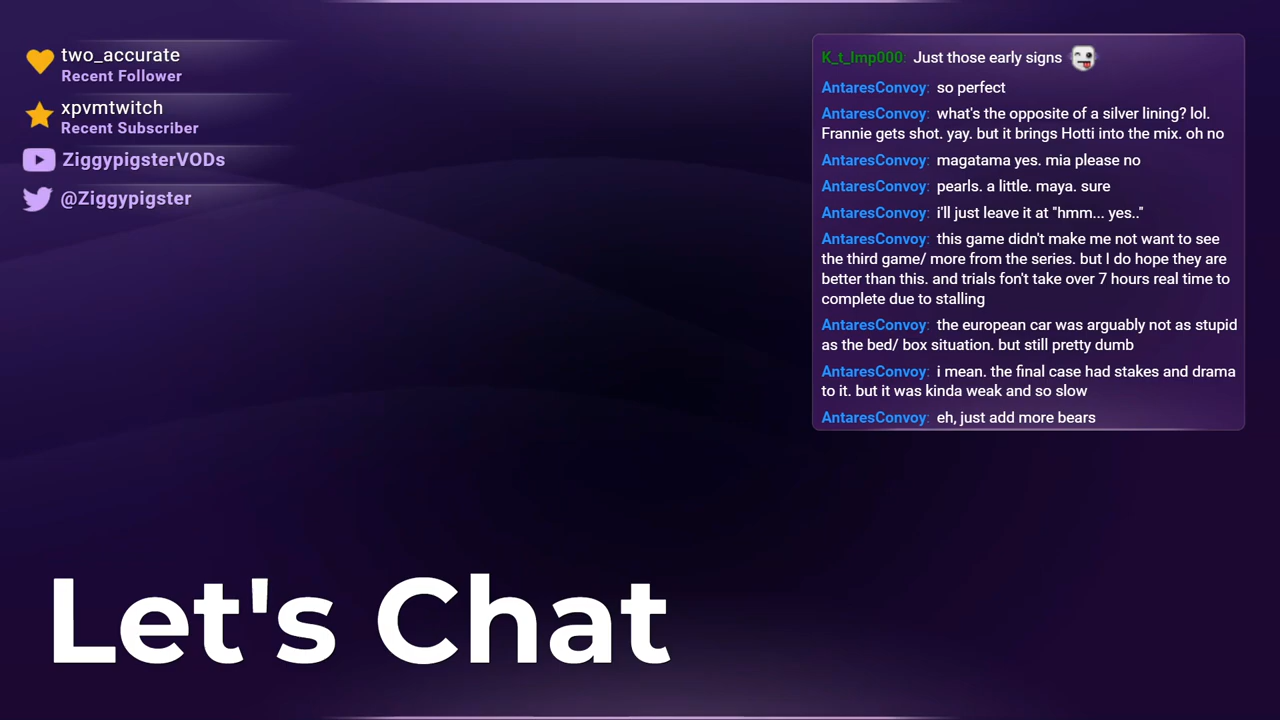 two_accurate
Recent Follower
xpvmtwitch
Recent Subscriber
ZiggypigsterVODs
@Ziggypigster
K_t_Imp000: Just those early signs
AntaresConvoy: so perfect
AntaresConvoy: what's the opposite of a silver lining? lol.
Frannie gets shot. yay. but it brings Hotti into the mix. oh no
AntaresConvoy: magatama yes. mia please no
AntaresConvoy: pearls. a little. maya. sure
AntaresConvoy: i'll just leave it at "hmm... yes.."
AntaresConvoy: this game didn't make me not want to see
the third game/ more from the series. but I do hope they are
better than this. and trials fon't take over 7 hours real time to
complete due to stalling
AntaresConvoy: the european car was arguably not as stupid
as the bed/ box situation. but still pretty dumb
AntaresConvoy: i mean. the final case had stakes and drama
to it. but it was kinda weak and so slow
AntaresConvoy: eh, just add more bears
Let's Chat